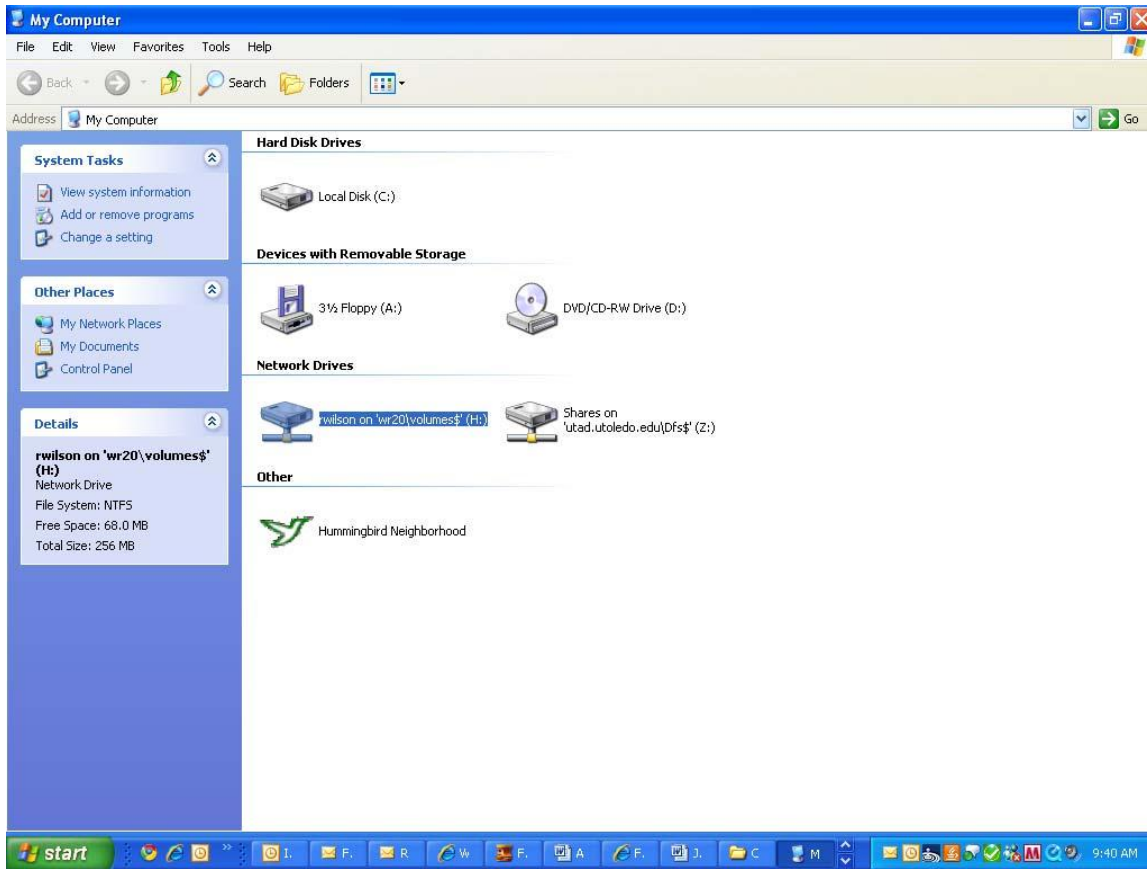 My Computer
File Edit View Favorites Tools Help
Back Search Folders
Address My Computer Go
System Tasks
View system information
Add or remove programs
Change a setting
Other Places
My Network Places
My Documents
Control Panel
Details
rwilson on 'wr20\volumes$'
(H:)
Network Drive
File System: NTFS
Free Space: 68.0 MB
Total Size: 256 MB
Hard Disk Drives
Local Disk (C:)
Devices with Removable Storage
3½ Floppy (A:)
DVD/CD-RW Drive (D:)
Network Drives
rwilson on 'wr20\volumes$' (H:)
Shares on
'utad.utoledo.edu\Dfs$' (Z:)
Other
Hummingbird Neighborhood
start I. F. R W F. A F. J. C M 9:40 AM